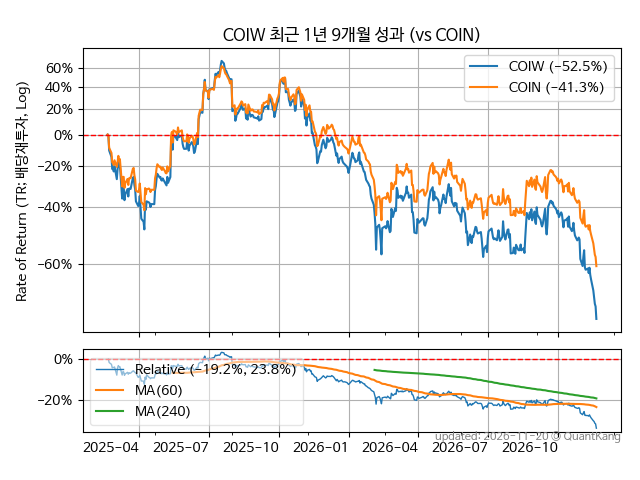 COIW 최근 1년 9개월 성과 (vs COIN)
COIW (−52.5%)
COIN (−41.3%)
Rate of Return (TR: 배당재투자, Log)
60%
40%
20%
0%
−20%
−40%
−60%
0%
−20%
Relative (−19.2%, 23.8%)
MA(60)
MA(240)
2025-04 2025-07 2025-10 2026-01 2026-04 2026-07 2026-10
updated: 2026-11-20 © QuantKang